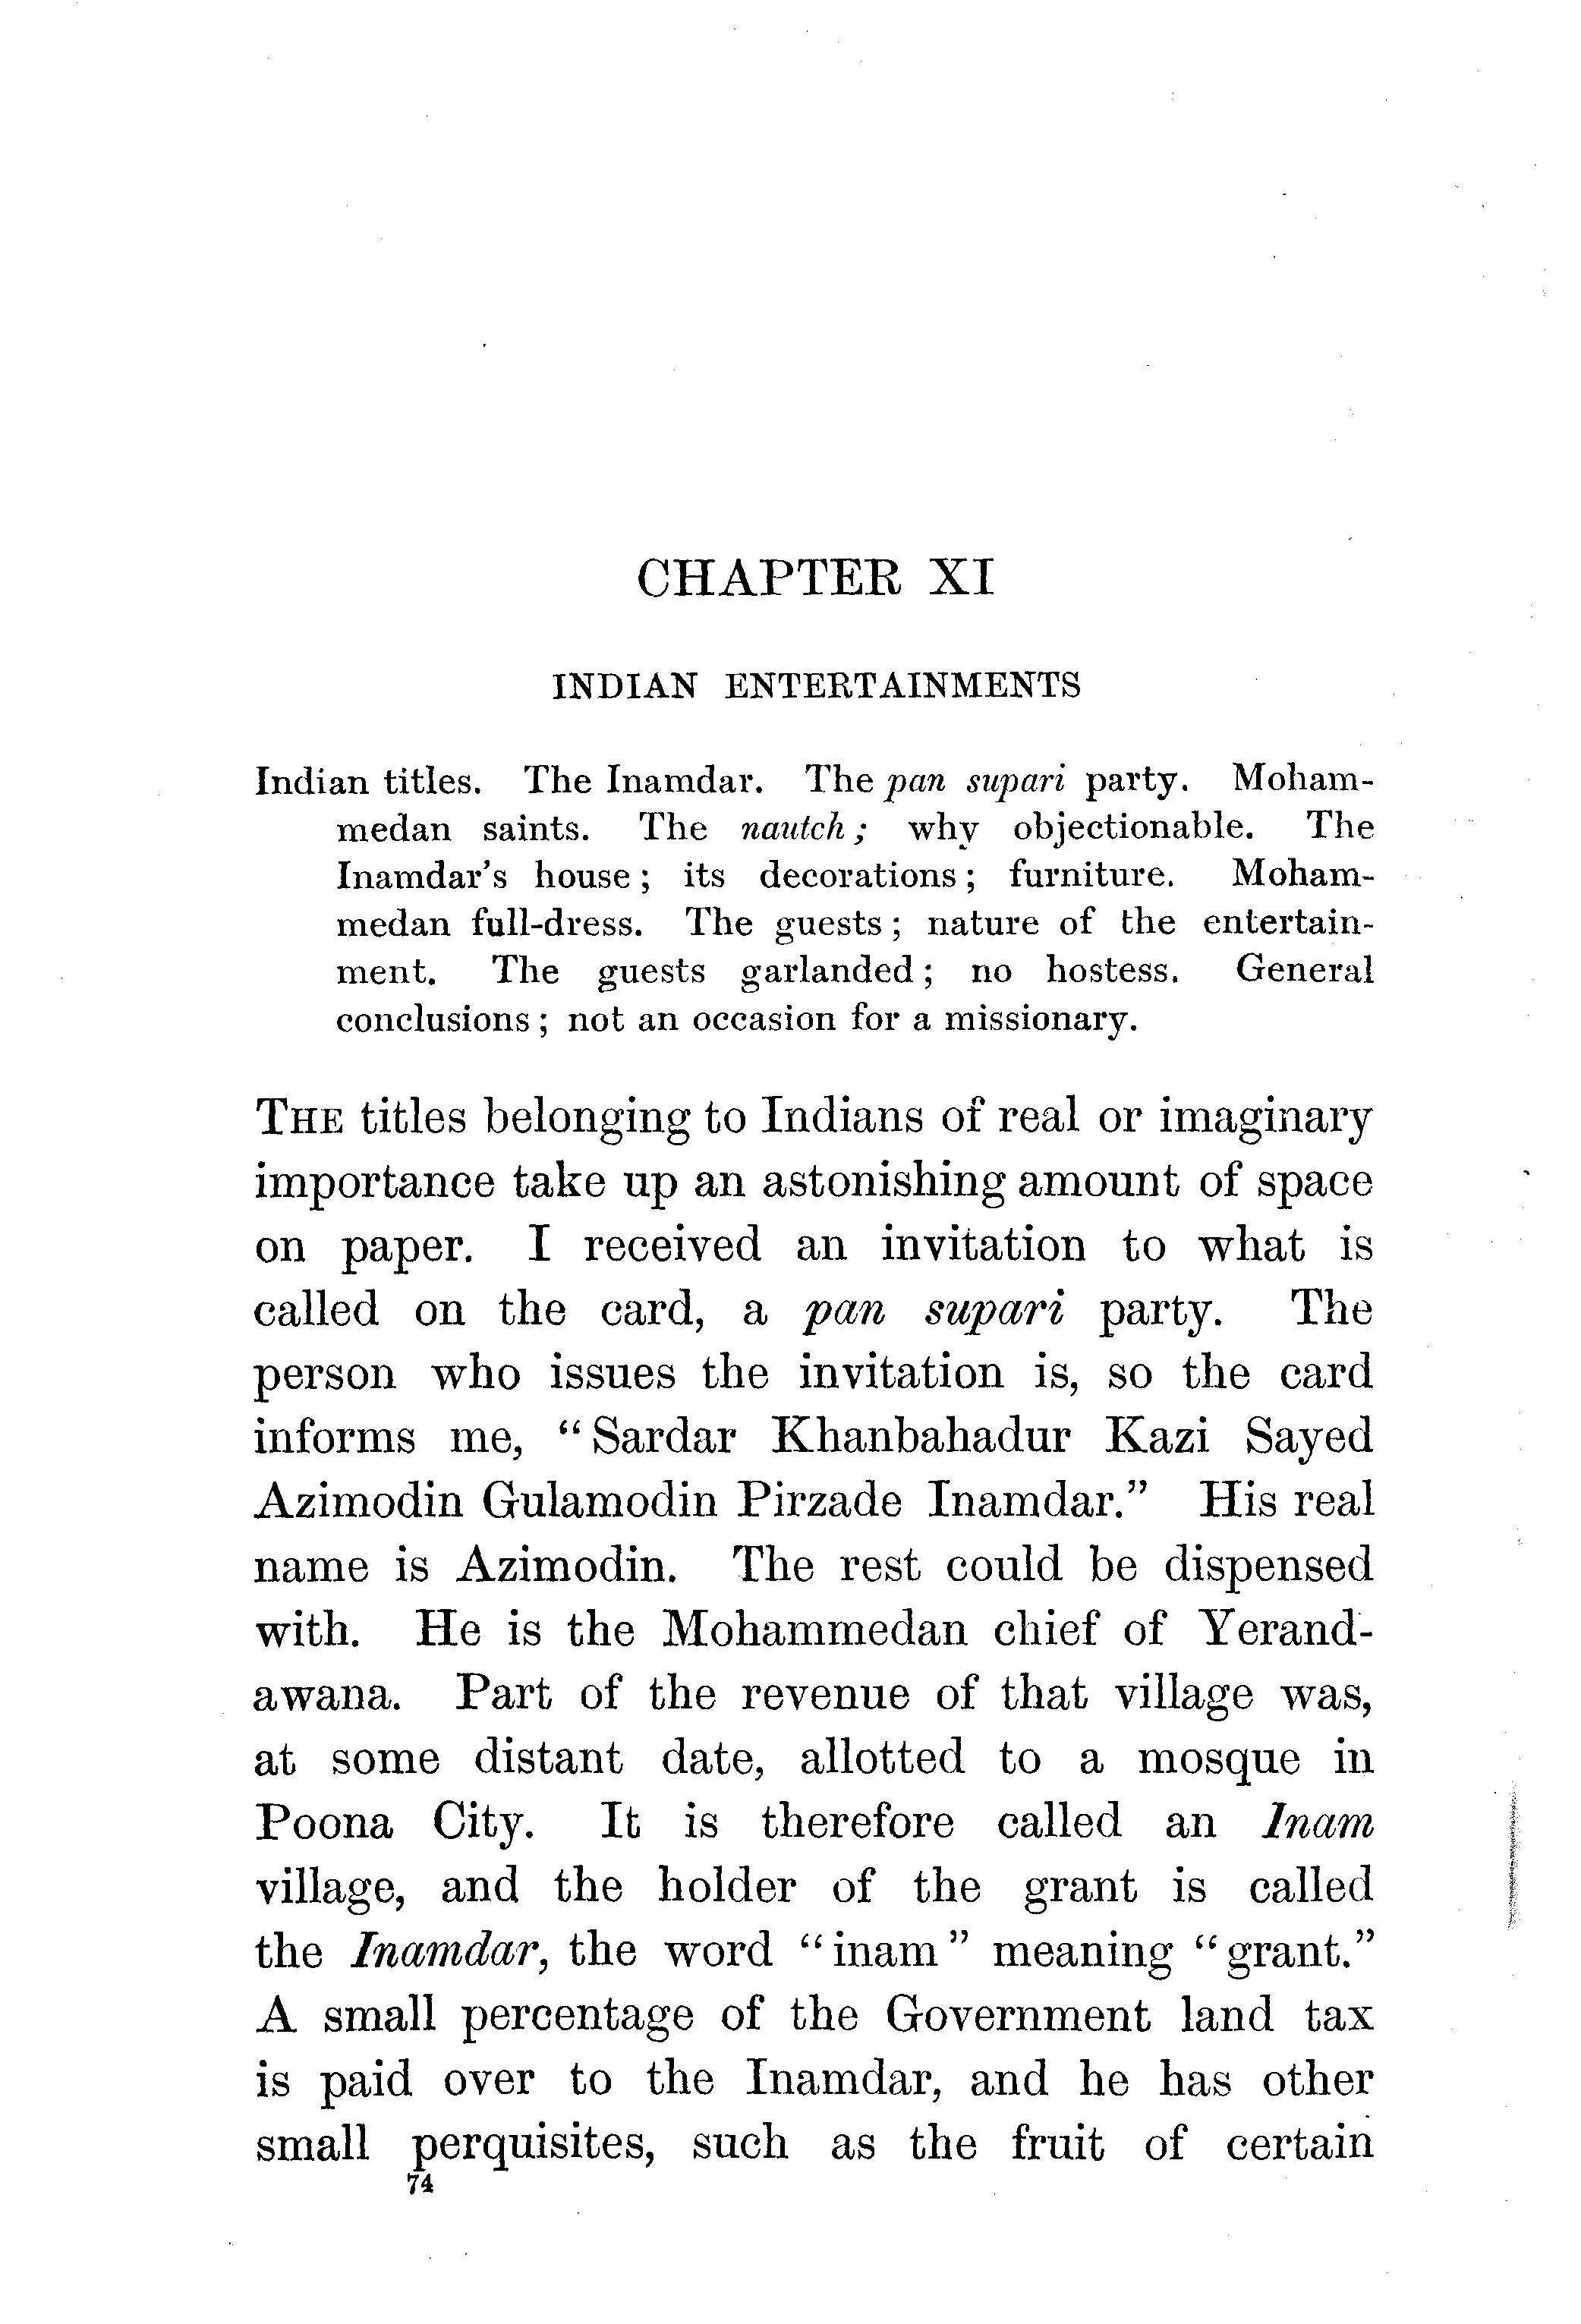 CHAPTER XI
INDIAN ENTERTAINMENTS
Indian titles. The Inamdar. The pan supari party. Moham-
medan saints. The nautch; why objectionable. The
Inamdar's house; its decorations; furniture. Moham-
medan full-dress. The guests; nature of the entertain-
ment. The guests garlanded; no hostess. General
conclusions; not an occasion for a missionary.
THE titles belonging to Indians of real or imaginary
importance take up an astonishing amount of space
on paper. I received an invitation to what is
called on the card, a pan supari party. The
person who issues the invitation is, so the card
informs me, “Sardar Khanbahadur Kazi Sayed
Azimodin Gulamodin Pirzade Inamdar.” His real
name is Azimodin. The rest could be dispensed
with. He is the Mohammedan chief of Yerand-
awana. Part of the revenue of that village was,
at some distant date, allotted to a mosque in
Poona City. It is therefore called an Inam
village, and the holder of the grant is called
the Inamdar, the word “inam” meaning “grant.”
A small percentage of the Government land tax
is paid over to the Inamdar, and he has other
small perquisites, such as the fruit of certain
74